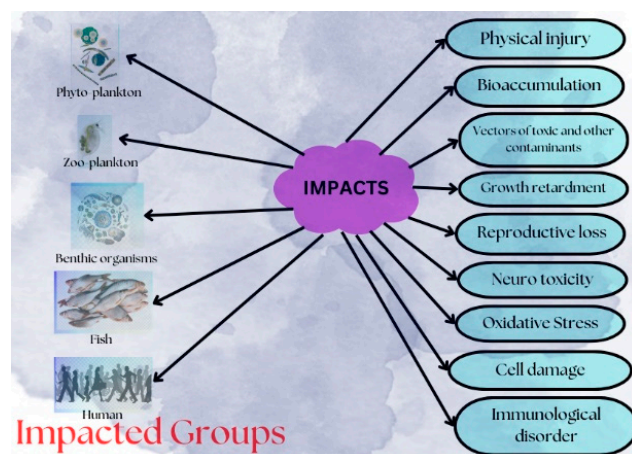 Phyto-plankton
Zoo-plankton
Benthic organisms
Fish
Human
Impacted Groups
IMPACTS
Physical injury
Bioaccumulation
Vectors of toxic and other
contaminants
Growth retardment
Reproductive loss
Neuro toxicity
Oxidative Stress
Cell damage
Immunological
disorder